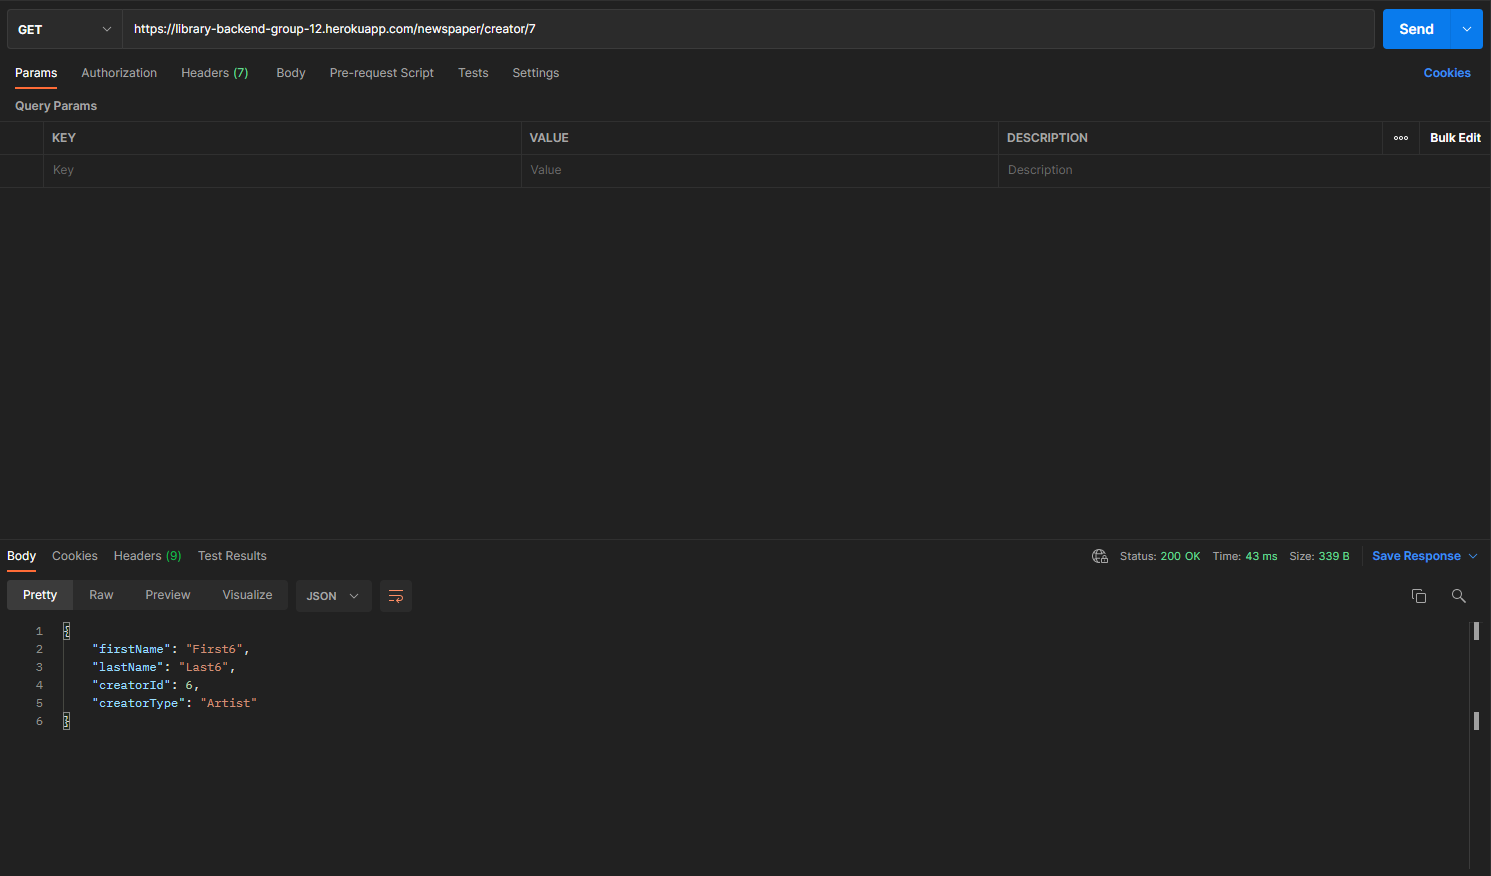 GET https://library-backend-group-12.herokuapp.com/newspaper/creator/7 Send
Params Authorization Headers (7) Body Pre-request Script Tests Settings Cookies
Query Params
KEY VALUE DESCRIPTION ooo Bulk Edit
Key Value Description
Body Cookies Headers (9) Test Results Status: 200 OK Time: 43 ms Size: 339 B Save Response
Pretty Raw Preview Visualize JSON
1 {
2 "firstName": "First6",
3 "lastName": "Last6",
4 "creatorId": 6,
5 "creatorType": "Artist"
6 }